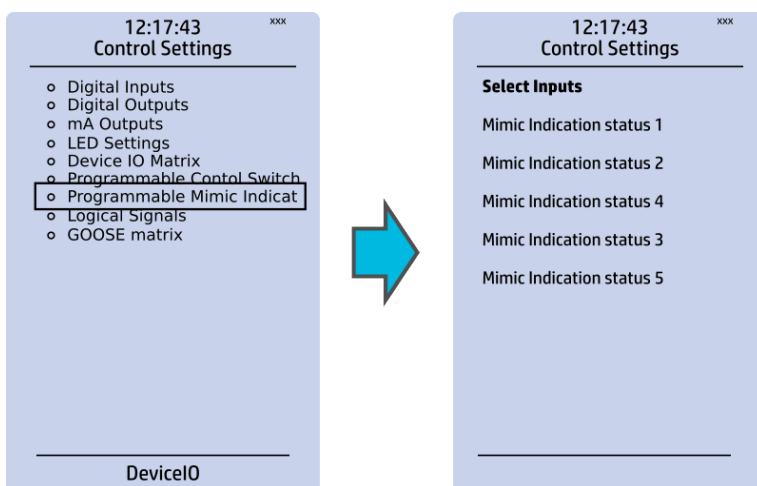 12:17:43
xxx
Control Settings
Digital Inputs
Digital Outputs
mA Outputs
LED Settings
Device IO Matrix
Programmable Contol Switch
Programmable Mimic Indicat
Logical Signals
GOOSE matrix
DeviceIO
12:17:43
xxx
Control Settings
Select Inputs
Mimic Indication status 1
Mimic Indication status 2
Mimic Indication status 4
Mimic Indication status 3
Mimic Indication status 5